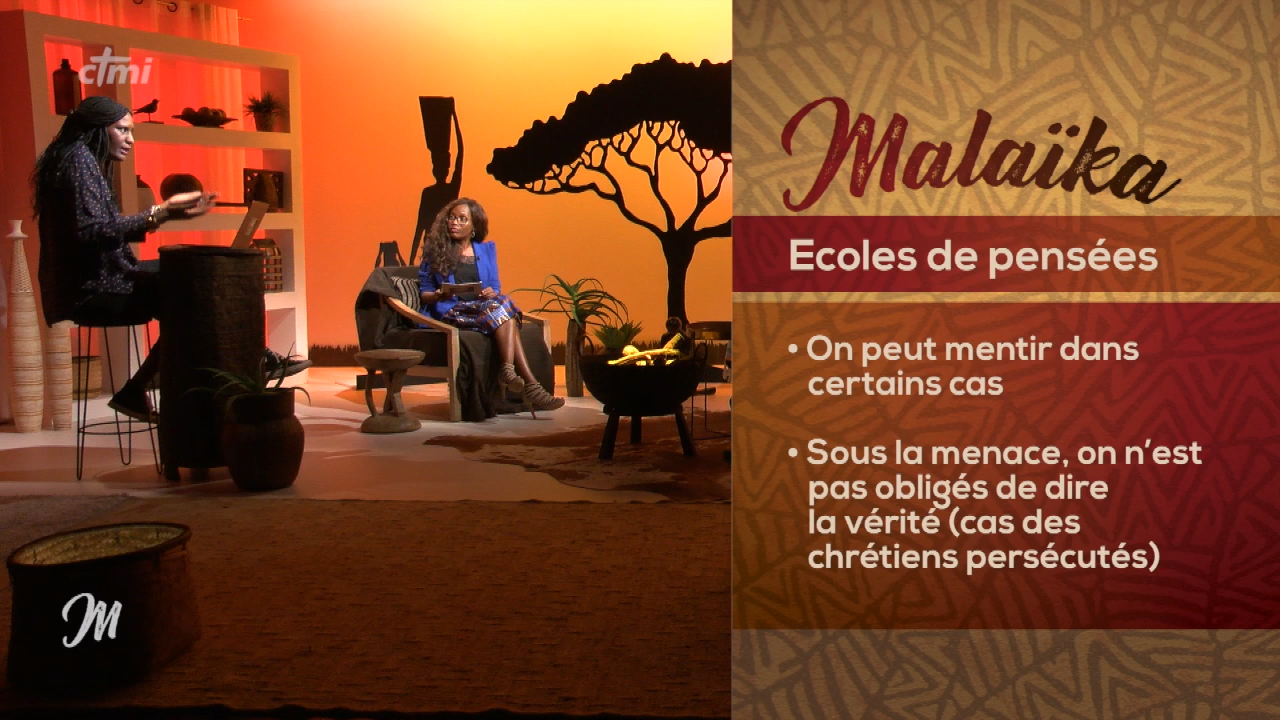 ctmi
Malaïka
Ecoles de pensées
• On peut mentir dans
certains cas
• Sous la menace, on n’est
pas obligés de dire
la vérité (cas des
chrétiens persécutés)
M